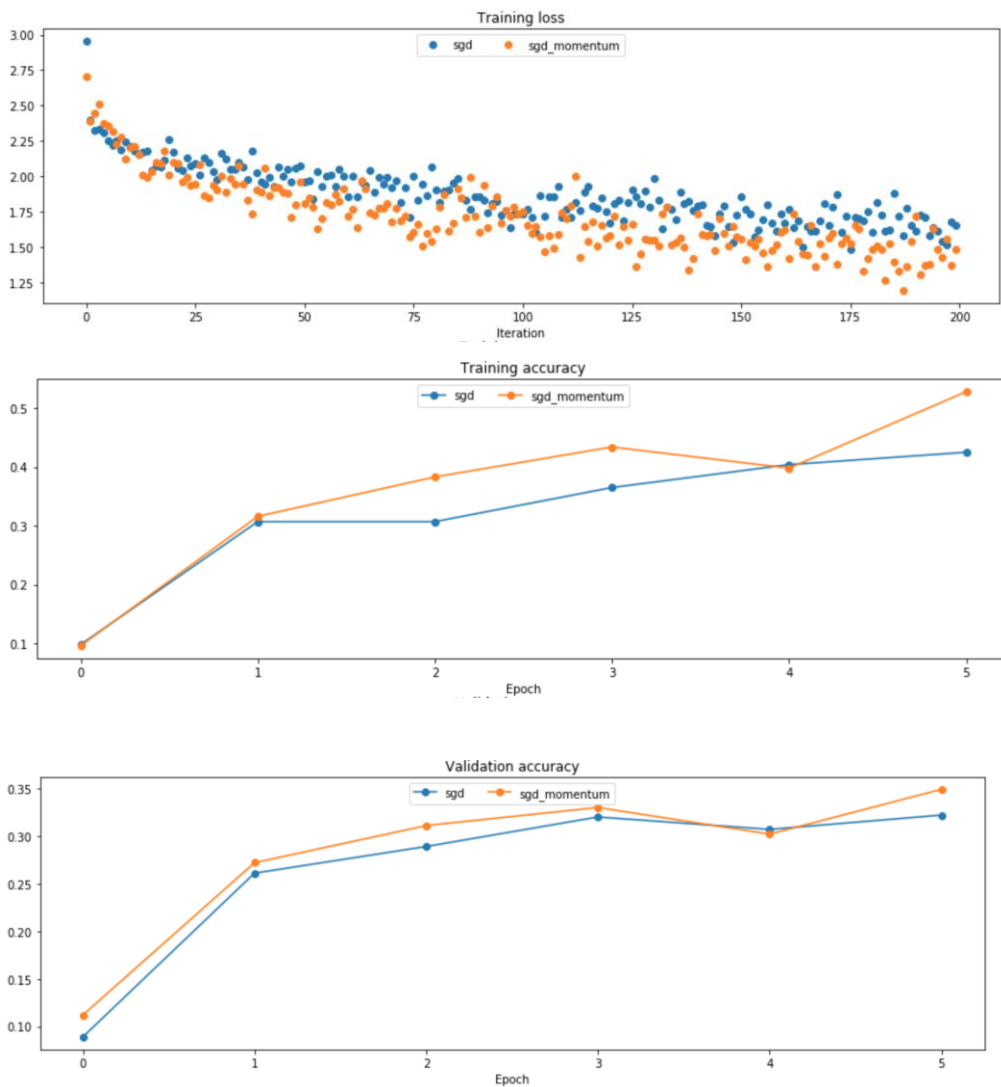 Training loss
sgd sgd_momentum
3.00
2.75
2.50
2.25
2.00
1.75
1.50
1.25
0 25 50 75 100 125 150 175 200
Iteration
Training accuracy
sgd sgd_momentum
0.5
0.4
0.3
0.2
0.1
0 1 2 3 4 5
Epoch
Validation accuracy
sgd sgd_momentum
0.35
0.30
0.25
0.20
0.15
0.10
0 1 2 3 4 5
Epoch